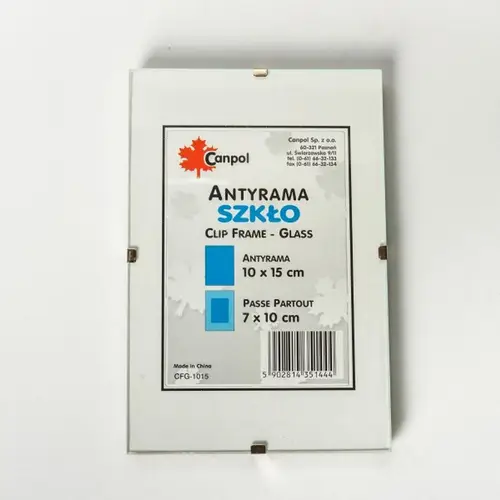 Canpol
Canpol Sp. z o.o.
60-321 Poznań
ul. Świerzawska 9/11
tel. (0-61) 66-32-133
fax (0-61) 66-32-134
ANTYRAMA
SZKŁO
CLIP FRAME - GLASS
ANTYRAMA
10 x 15 cm
PASSE PARTOUT
7 x 10 cm
Made in China
CFG-1015
5 902814 351444